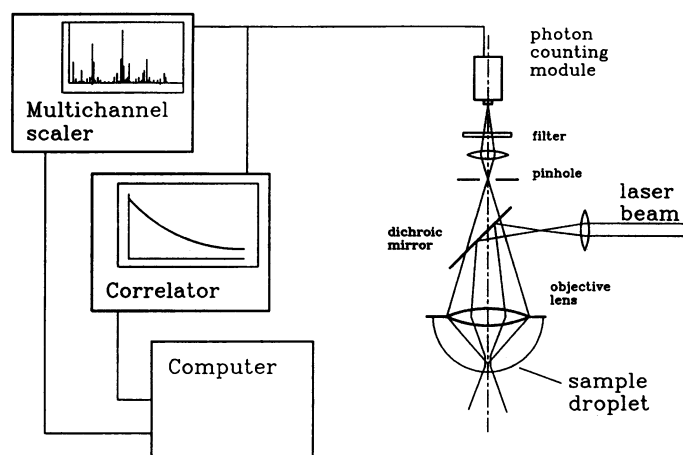 photon
counting
module
Multichannel
scaler
filter
pinhole
laser
beam
dichroic
mirror
Correlator
objective
lens
Computer
sample
droplet